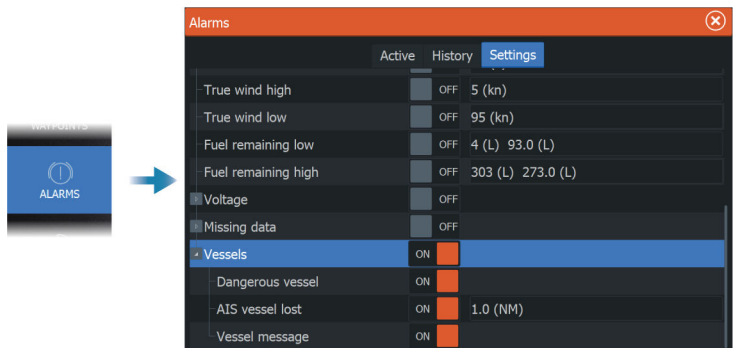 Alarms
Active History Settings
True wind high OFF 5 (kn)
True wind low OFF 95 (kn)
WAYPOINTS
Fuel remaining low OFF 4 (L) 93.0 (L)
Fuel remaining high OFF 303 (L) 273.0 (L)
ALARMS
Voltage OFF
Missing data OFF
Vessels ON
Dangerous vessel ON
AIS vessel lost ON 1.0 (NM)
Vessel message ON